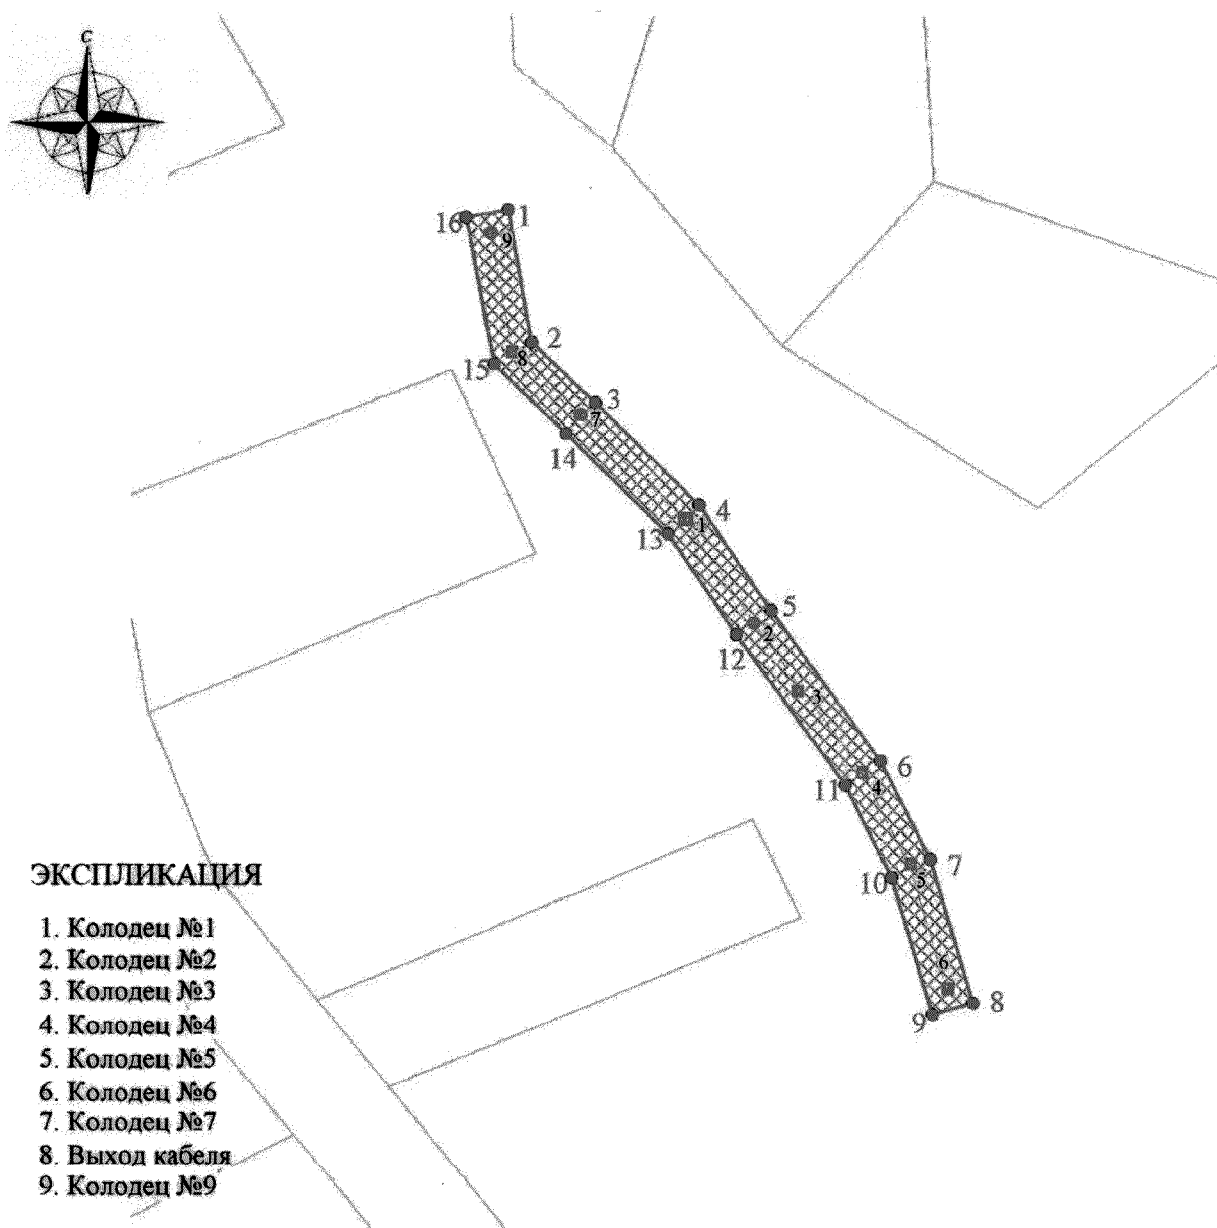 С
16
1
9
2
8
15
3
7
14
4
1
13
5
2
12
3
6
4
11
7
5
10
6
8
9
ЭКСПЛИКАЦИЯ
1. Колодец №1
2. Колодец №2
3. Колодец №3
4. Колодец №4
5. Колодец №5
6. Колодец №6
7. Колодец №7
8. Выход кабеля
9. Колодец №9